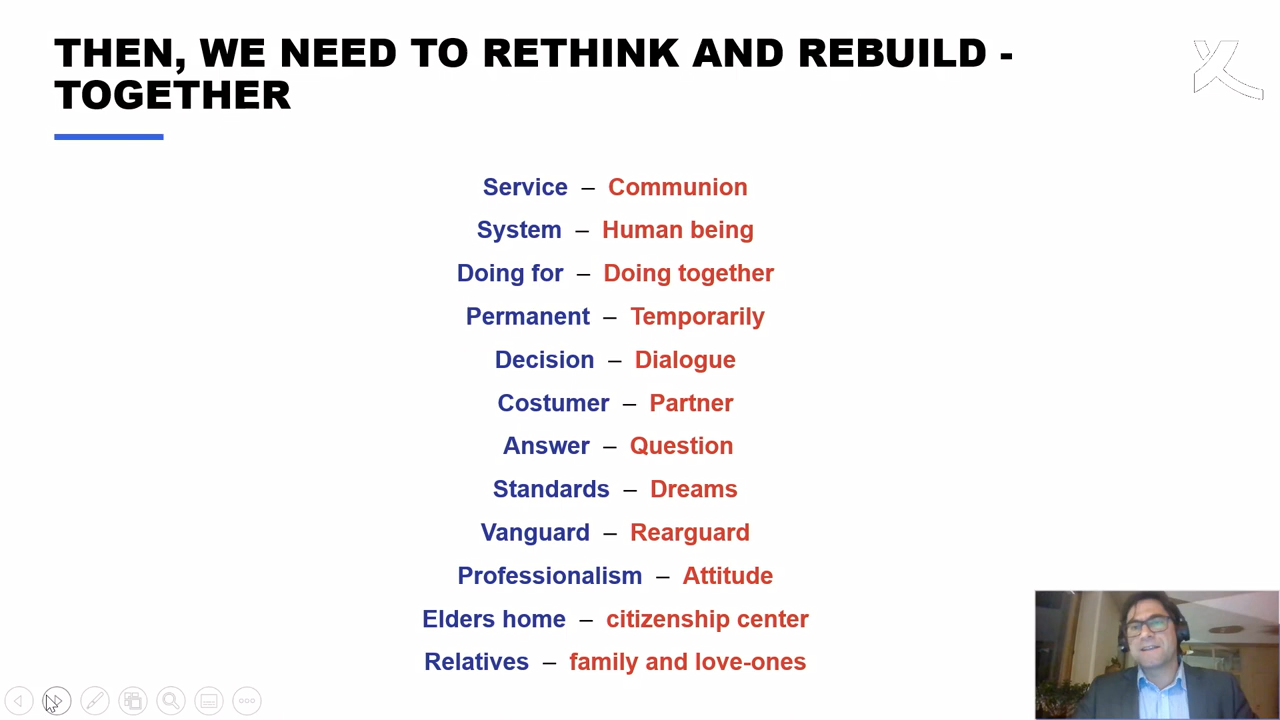 THEN, WE NEED TO RETHINK AND REBUILD -
TOGETHER
Service – Communion
System – Human being
Doing for – Doing together
Permanent – Temporarily
Decision – Dialogue
Costumer – Partner
Answer – Question
Standards – Dreams
Vanguard – Rearguard
Professionalism – Attitude
Elders home – citizenship center
Relatives – family and love-ones